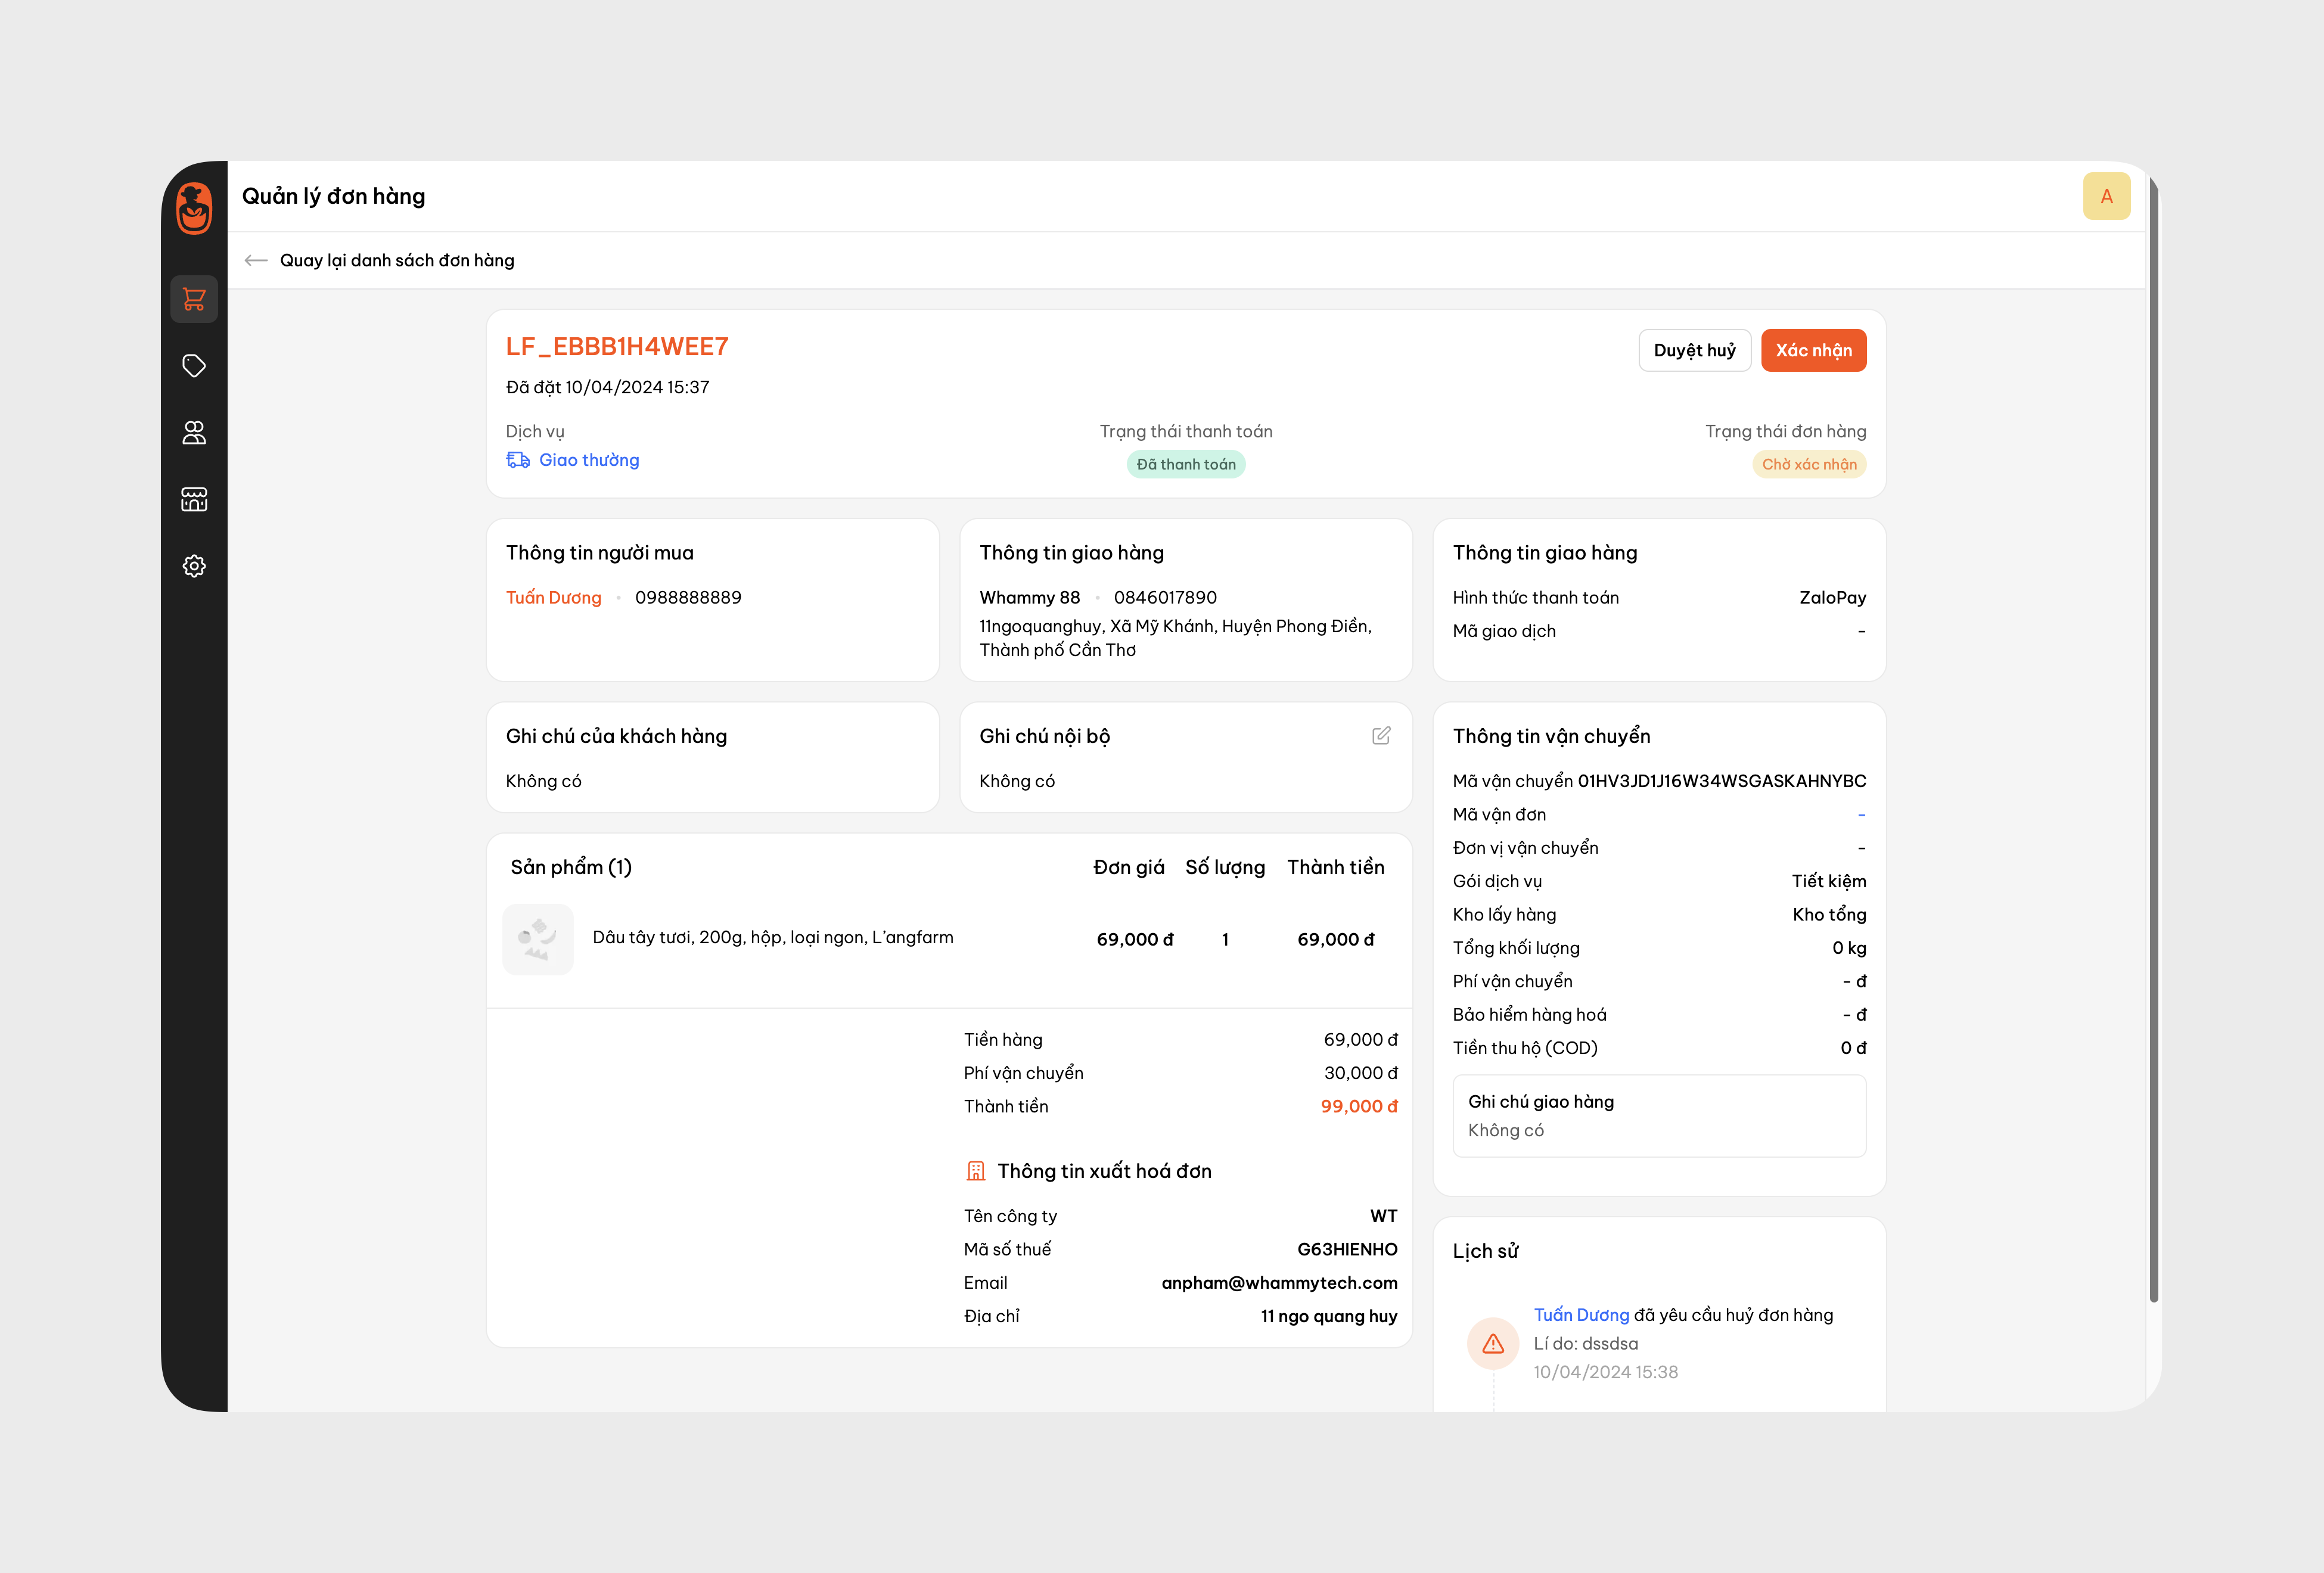 Quản lý đơn hàng
A
Quay lại danh sách đơn hàng
LF_EBBB1H4WEE7
Duyệt huỷ
Xác nhận
Đã đặt 10/04/2024 15:37
Dịch vụ
Giao thường
Trạng thái thanh toán
Đã thanh toán
Trạng thái đơn hàng
Chờ xác nhận
Thông tin người mua
Tuấn Dương • 0988888889
Thông tin giao hàng
Whammy 88 • 0846017890
11ngoquanghuy, Xã Mỹ Khánh, Huyện Phong Điền,
Thành phố Cần Thơ
Thông tin giao hàng
Hình thức thanh toán ZaloPay
Mã giao dịch -
Ghi chú của khách hàng
Không có
Ghi chú nội bộ
Không có
Thông tin vận chuyển
Mã vận chuyển 01HV3JD1J16W34WSGASKAHNYBC
Mã vận đơn -
Đơn vị vận chuyển -
Gói dịch vụ Tiết kiệm
Kho lấy hàng Kho tổng
Tổng khối lượng 0 kg
Phí vận chuyển - đ
Bảo hiểm hàng hoá - đ
Tiền thu hộ (COD) 0 đ
Ghi chú giao hàng
Không có
Sản phẩm (1) Đơn giá Số lượng Thành tiền
Dâu tây tươi, 200g, hộp, loại ngon, L’angfarm 69,000 đ 1 69,000 đ
Tiền hàng 69,000 đ
Phí vận chuyển 30,000 đ
Thành tiền 99,000 đ
Thông tin xuất hoá đơn
Tên công ty WT
Mã số thuế G63HIENHO
Email anpham@whammytech.com
Địa chỉ 11 ngo quang huy
Lịch sử
Tuấn Dương đã yêu cầu huỷ đơn hàng
Lí do: dssdsa
10/04/2024 15:38